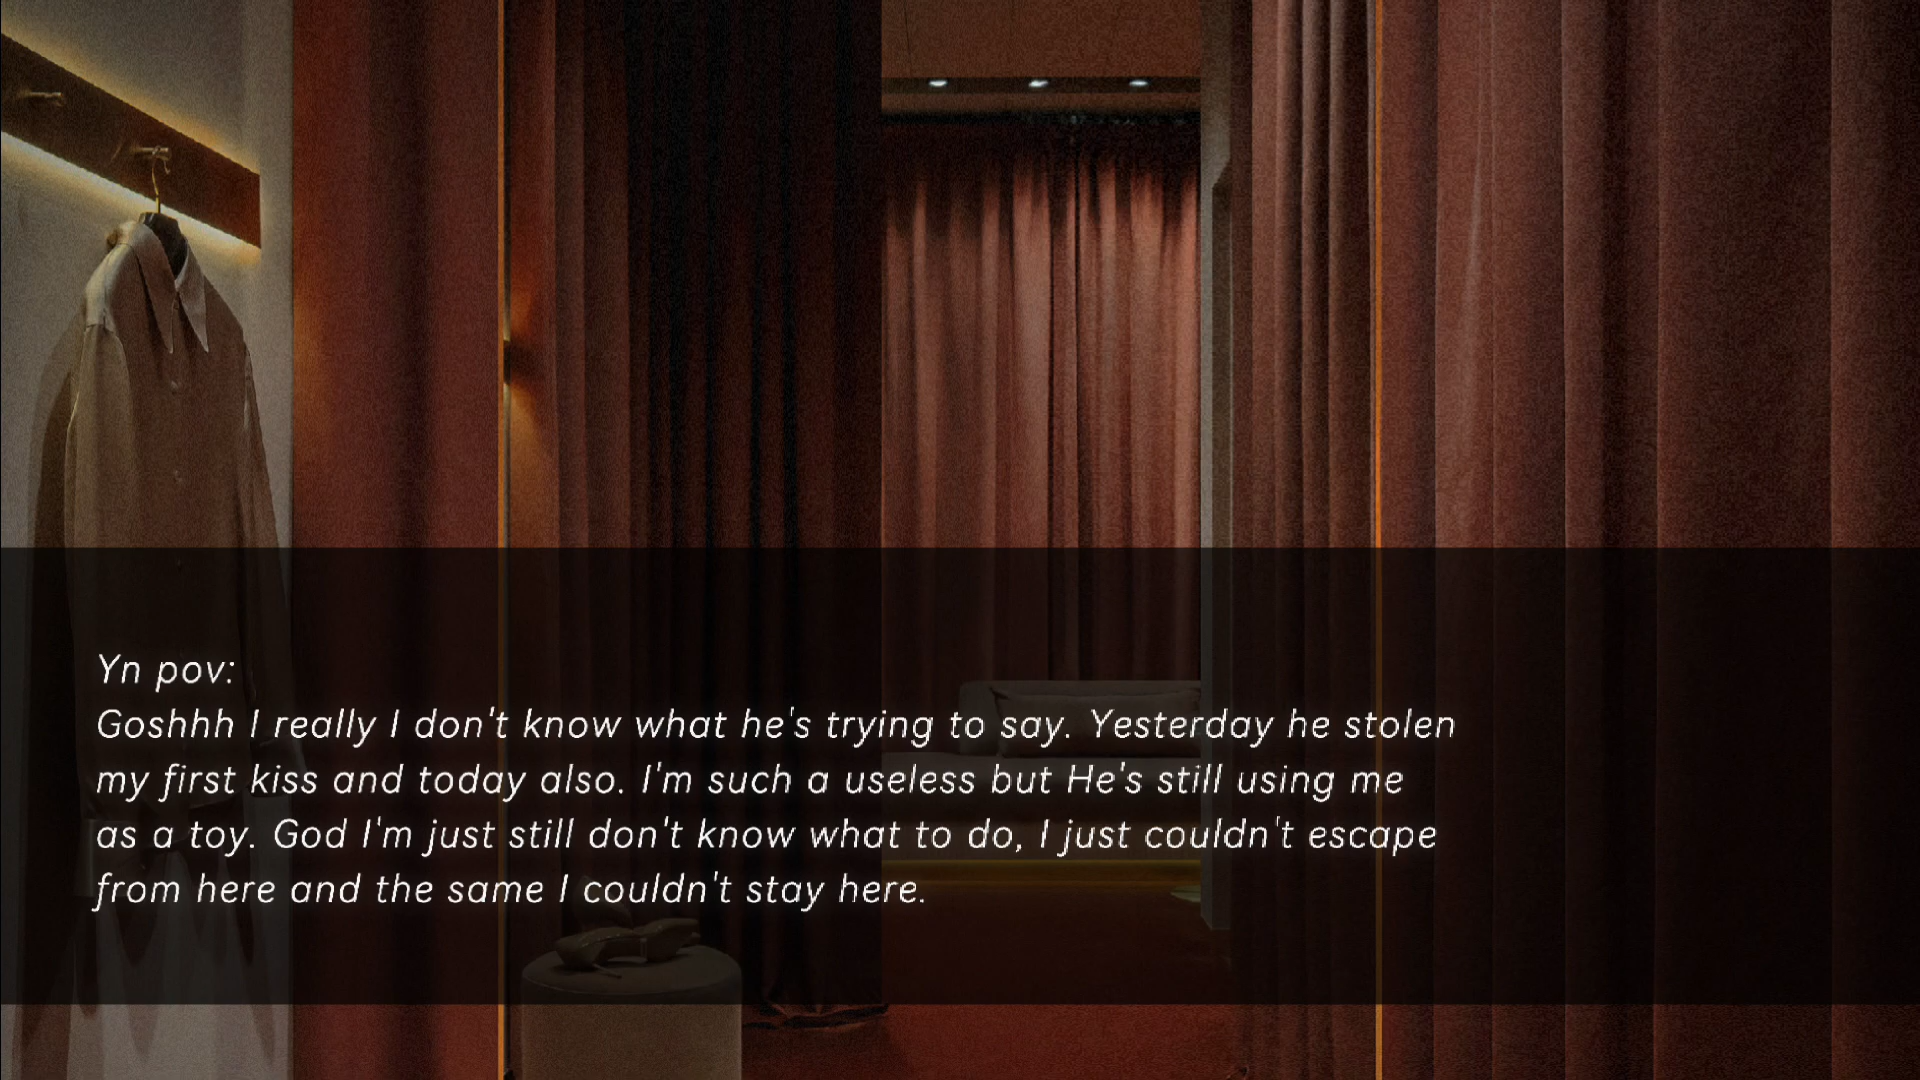 Yn pov:
Goshhh I really I don't know what he's trying to say. Yesterday he stolen
my first kiss and today also. I'm such a useless but He's still using me
as a toy. God I'm just still don't know what to do, I just couldn't escape
from here and the same I couldn't stay here.